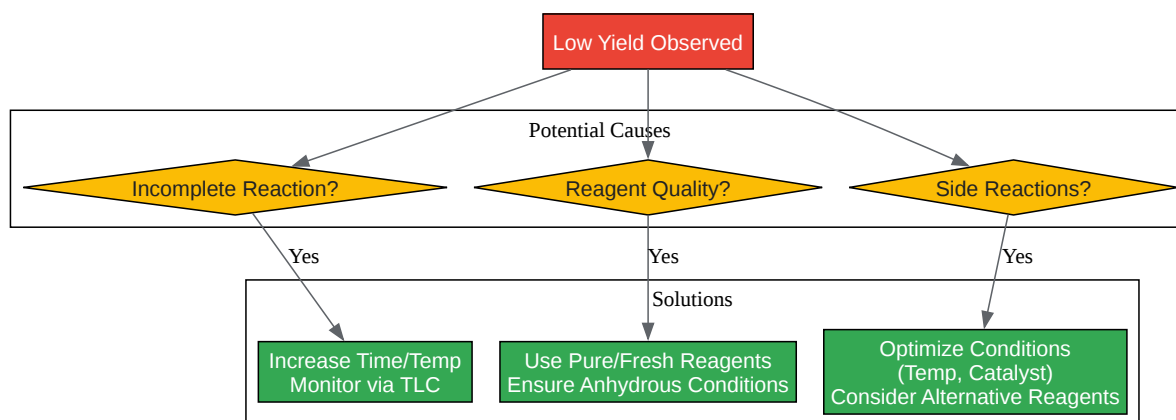 Low Yield Observed
Potential Causes
Incomplete Reaction?
Reagent Quality?
Side Reactions?
Yes
Yes
Yes
Solutions
Increase Time/Temp
Monitor via TLC
Use Pure/Fresh Reagents
Ensure Anhydrous Conditions
Optimize Conditions
(Temp, Catalyst)
Consider Alternative Reagents